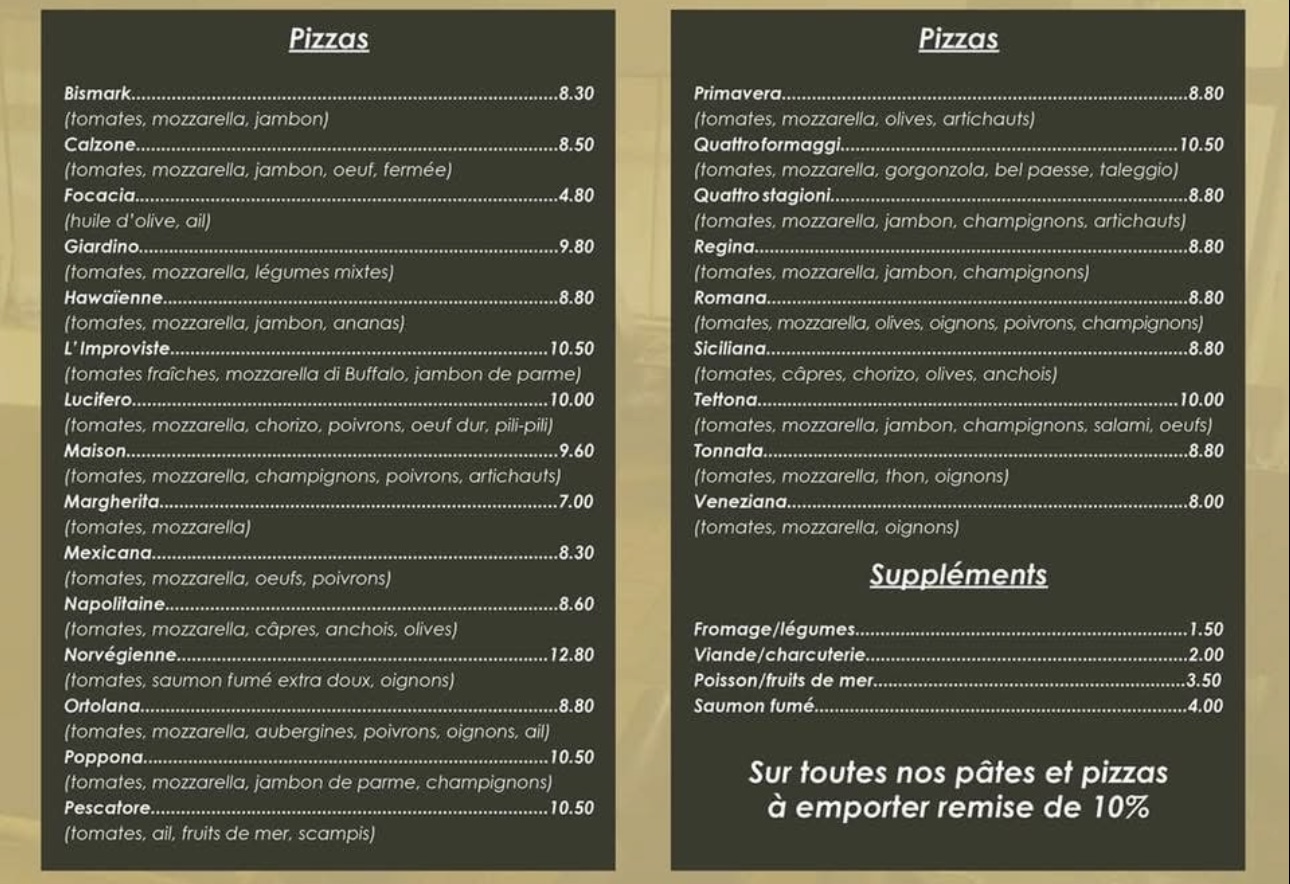 Pizzas
Bismark......................................................................................8.30
(tomates, mozzarella, jambon)
Calzone.....................................................................................8.50
(tomates, mozzarella, jambon, oeuf, fermée)
Focacia.....................................................................................4.80
(huile d'olive, ail)
Giardino....................................................................................9.80
(tomates, mozzarella, légumes mixtes)
Hawaïenne...............................................................................8.80
(tomates, mozzarella, jambon, ananas)
L' Improviste............................................................................10.50
(tomates fraîches, mozzarella di Buffalo, jambon de parme)
Lucifero...................................................................................10.00
(tomates, mozzarella, chorizo, poivrons, oeuf dur, pili-pili)
Maison......................................................................................9.60
(tomates, mozzarella, champignons, poivrons, artichauts)
Margherita................................................................................7.00
(tomates, mozzarella)
Mexicana.................................................................................8.30
(tomates, mozzarella, oeufs, poivrons)
Napolitaine...............................................................................8.60
(tomates, mozzarella, câpres, anchois, olives)
Norvégienne...........................................................................12.80
(tomates, saumon fumé extra doux, oignons)
Ortolana....................................................................................8.80
(tomates, mozzarella, aubergines, poivrons, oignons, ail)
Poppona.................................................................................10.50
(tomates, mozzarella, jambon de parme, champignons)
Pescatore................................................................................10.50
(tomates, ail, fruits de mer, scampis)
Pizzas
Primavera..................................................................................8.80
(tomates, mozzarella, olives, artichauts)
Quattro formaggi....................................................................10.50
(tomates, mozzarella, gorgonzola, bel paesse, taleggio)
Quattro stagioni........................................................................8.80
(tomates, mozzarella, jambon, champignons, artichauts)
Regina.......................................................................................8.80
(tomates, mozzarella, jambon, champignons)
Romana.....................................................................................8.80
(tomates, mozzarella, olives, oignons, poivrons, champignons)
Siciliana.....................................................................................8.80
(tomates, câpres, chorizo, olives, anchois)
Tettona....................................................................................10.00
(tomates, mozzarella, jambon, champignons, salami, oeufs)
Tonnata.....................................................................................8.80
(tomates, mozzarella, thon, oignons)
Veneziana.................................................................................8.00
(tomates, mozzarella, oignons)
Suppléments
Fromage/légumes...................................................................1.50
Viande/charcuterie.................................................................2.00
Poisson/fruits de mer...............................................................3.50
Saumon fumé...........................................................................4.00
Sur toutes nos pâtes et pizzas
à emporter remise de 10%